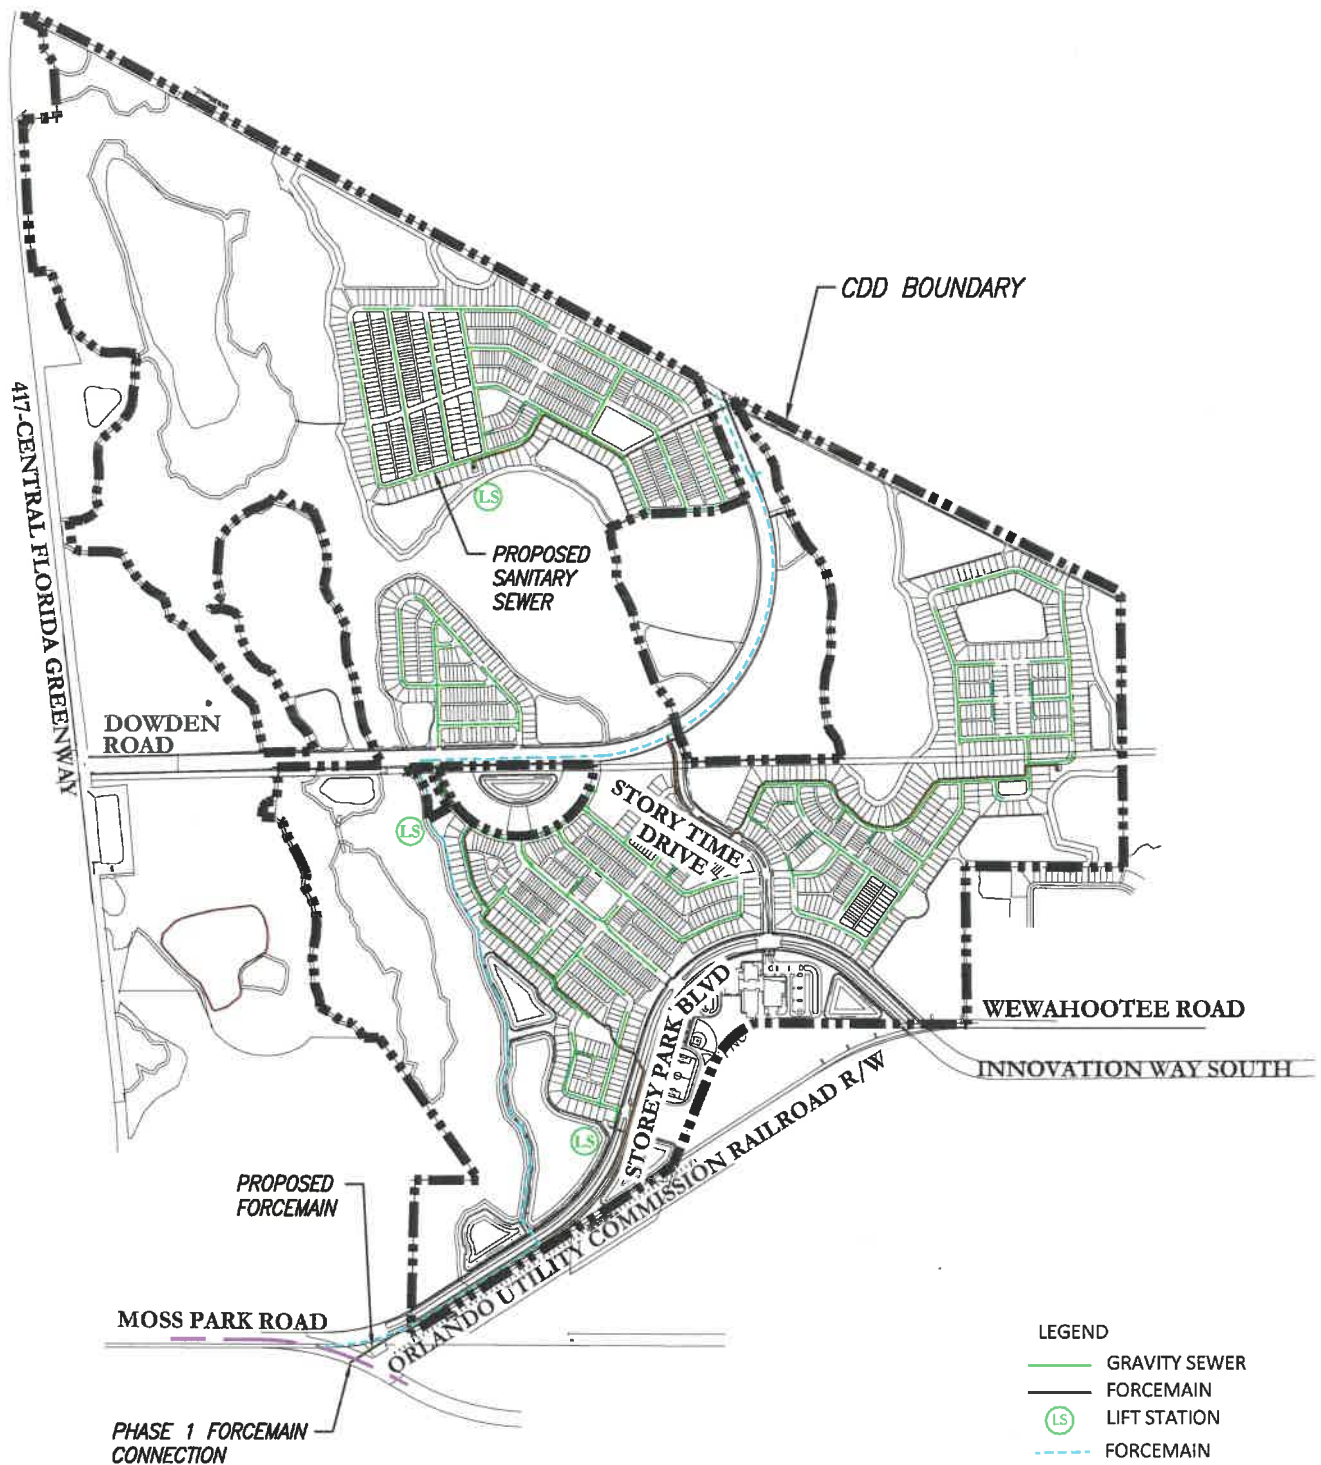 CDD BOUNDARY
417-CENTRAL FLORIDA GREENWAY
LS
PROPOSED
SANITARY
SEWER
DOWDEN
ROAD
STORY TIME
DRIVE
LS
STOREY PARK BLVD
WEWAHOOTEE ROAD
INNOVATION WAY SOUTH
LS
ORLANDO UTILITY COMMISSION RAILROAD R/W
PROPOSED
FORCEMAIN
MOSS PARK ROAD
PHASE 1 FORCEMAIN
CONNECTION
LEGEND
GRAVITY SEWER
FORCEMAIN
LS LIFT STATION
FORCEMAIN